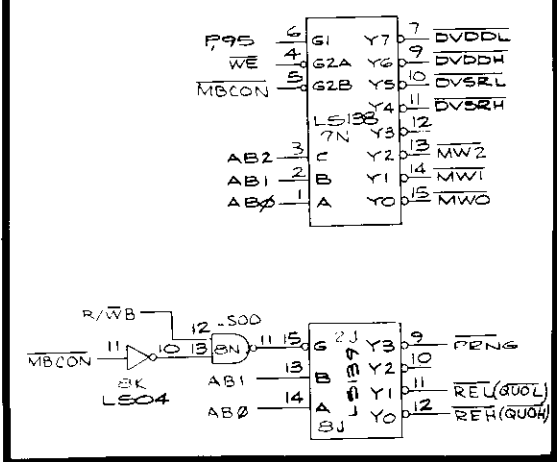 P,95 6 G1 Y7 7 DVDDL
WE 4 G2A Y6 9 DVDDH
MBCON 5 G2B Y5 10 DVSRL
Y4 11 DVSRH
LS138 Y3 12
7N
AB2 3 C Y2 13 MW2
AB1 2 B Y1 14 MW1
ABØ 1 A Y0 15 MW0
R/WB 12 LS00
MBCON 11 10 13 8N 11 15 G 2J Y3 9 PRNG
8K
LS04
AB1 13 B Y2 10
LS139
Y1 11 REL(QUOL)
ABØ 14 A Y0 12 REH(QUOH)
8J